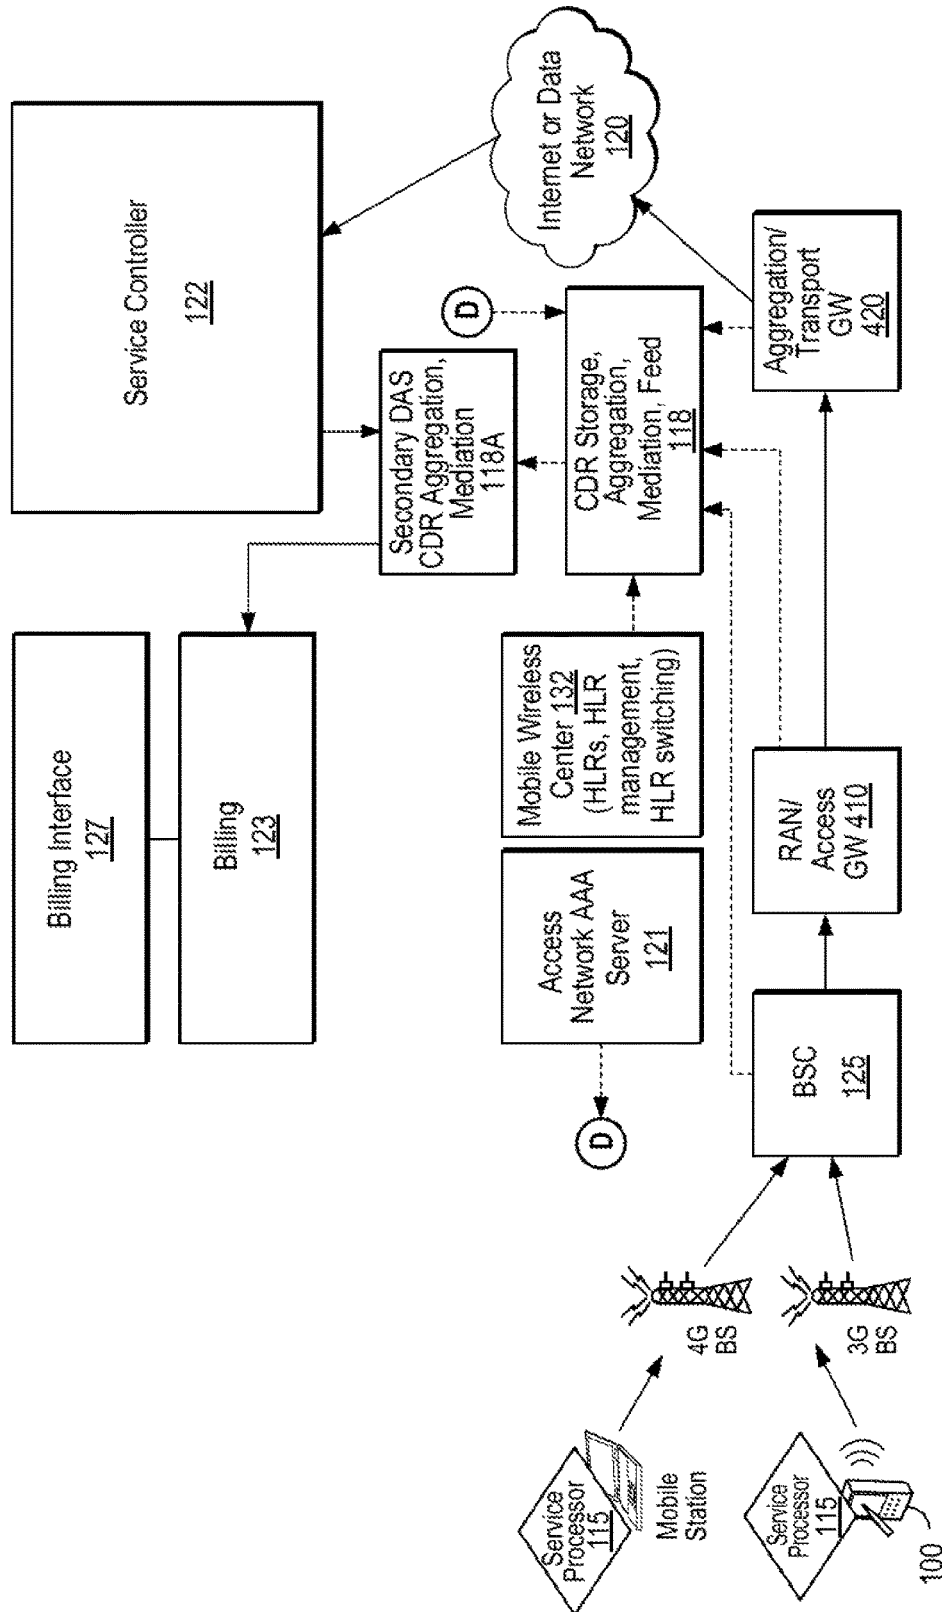 Billing Interface
127
Billing
123
Service Controller
122
Secondary DAS
CDR Aggregation,
Mediation
118A
D
Access
Network AAA
Server
121
D
Mobile Wireless
Center 132
(HLRs, HLR
management,
HLR switching)
CDR Storage,
Aggregation,
Mediation, Feed
118
Internet or Data
Network
120
Service
Processor
115
Mobile
Station
4G
BS
Service
Processor
115
100
3G
BS
BSC
125
RAN/
Access
GW 410
Aggregation/
Transport
GW
420